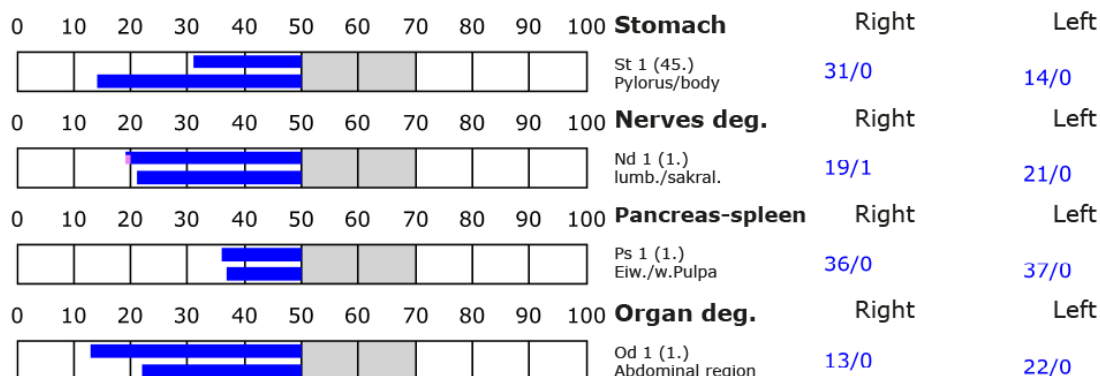 0 10 20 30 40 50 60 70 80 90 100 Stomach Right Left
St 1 (45.)
Pylorus/body
31/0 14/0
0 10 20 30 40 50 60 70 80 90 100 Nerves deg. Right Left
Nd 1 (1.)
lumb./sakral.
19/1 21/0
0 10 20 30 40 50 60 70 80 90 100 Pancreas-spleen Right Left
Ps 1 (1.)
Eiw./w.Pulpa
36/0 37/0
0 10 20 30 40 50 60 70 80 90 100 Organ deg. Right Left
Od 1 (1.)
Abdominal region
13/0 22/0